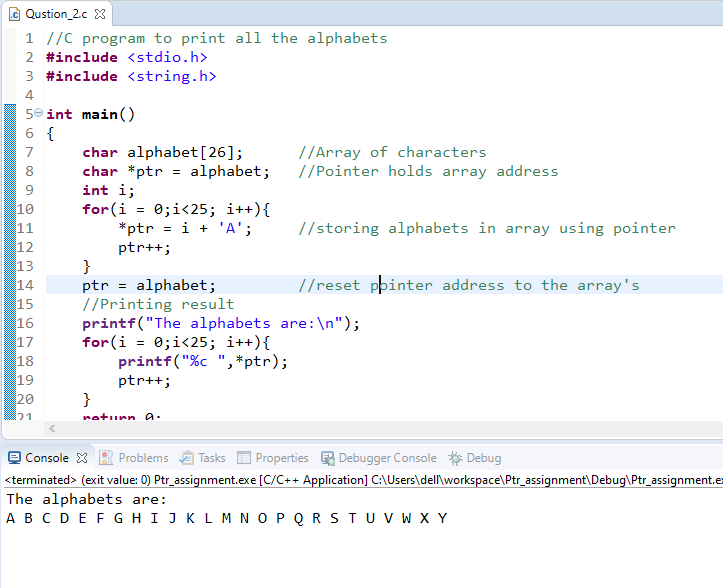 Qustion_2.c
1 //C program to print all the alphabets
2 #include <stdio.h>
3 #include <string.h>
4
5 int main()
6 {
7 char alphabet[26]; //Array of characters
8 char *ptr = alphabet; //Pointer holds array address
9 int i;
10 for(i = 0;i<25; i++){
11 *ptr = i + 'A'; //storing alphabets in array using pointer
12 ptr++;
13 }
14 ptr = alphabet; //reset pointer address to the array's
15 //Printing result
16 printf("The alphabets are:\n");
17 for(i = 0;i<25; i++){
18 printf("%c ",*ptr);
19 ptr++;
20 }
21 return 0;
Console Problems Tasks Properties Debugger Console Debug
<terminated> (exit value: 0) Ptr_assignment.exe [C/C++ Application] C:\Users\dell\workspace\Ptr_assignment\Debug\Ptr_assignment.ex
The alphabets are:
A B C D E F G H I J K L M N O P Q R S T U V W X Y